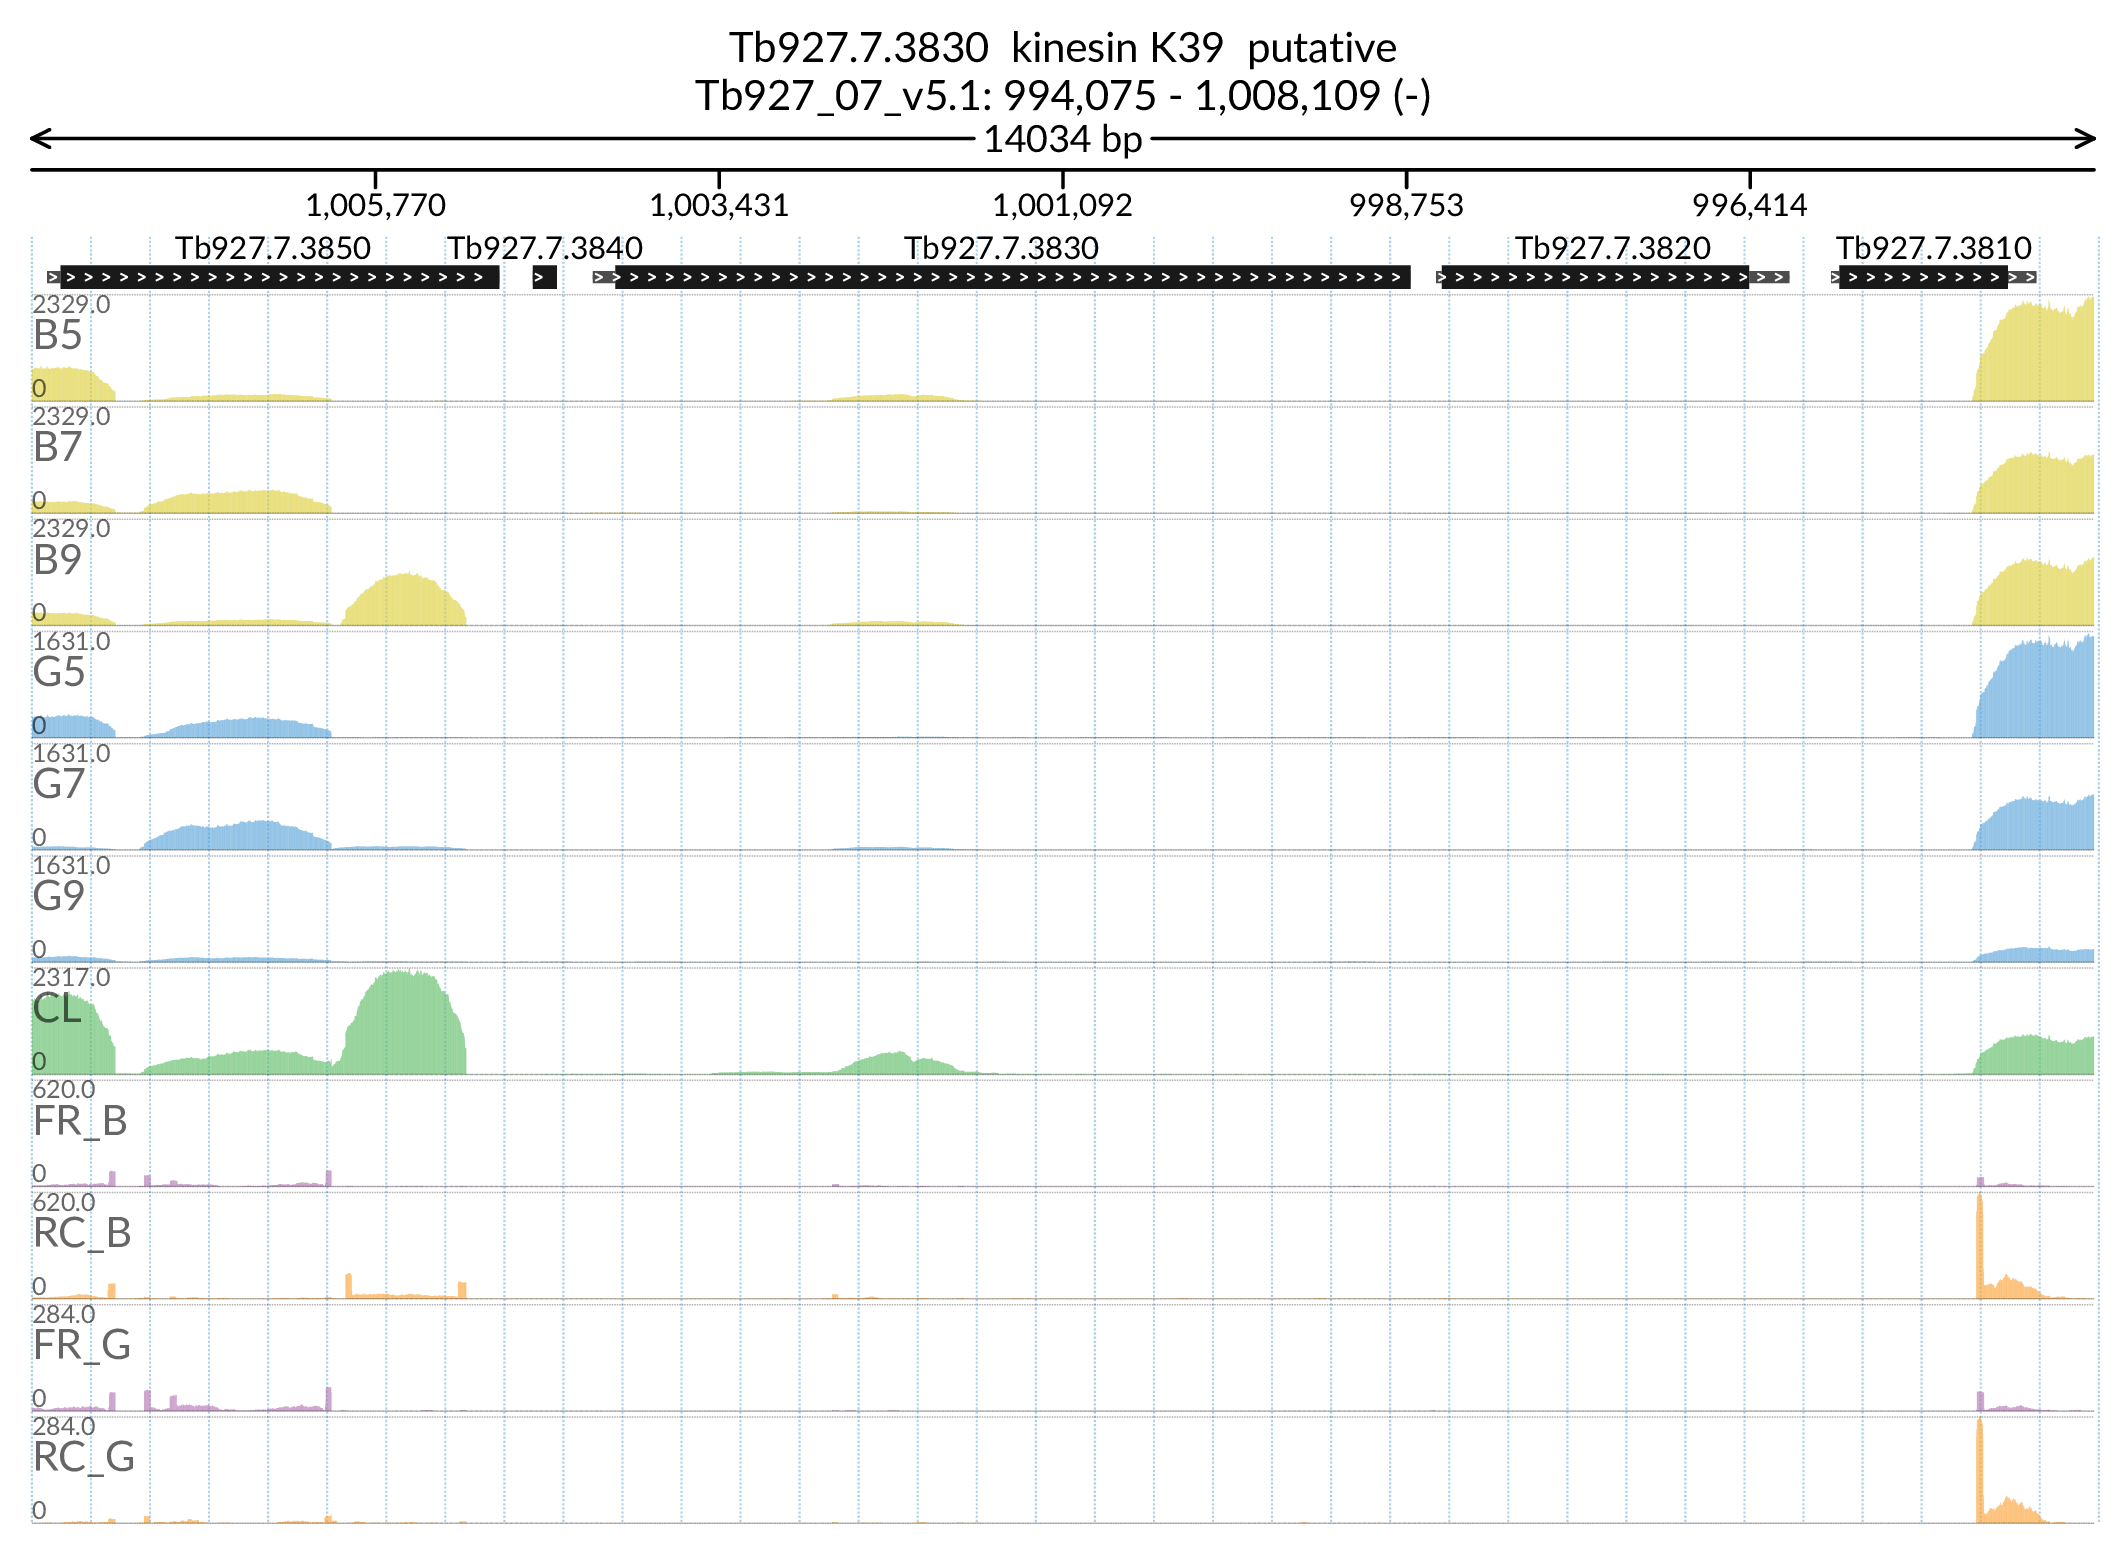 Tb927.7.3830 kinesin K39 putative
Tb927_07_v5.1: 994,075 - 1,008,109 (-)
14034 bp
1,005,770 1,003,431 1,001,092 998,753 996,414
Tb927.7.3850 Tb927.7.3840 Tb927.7.3830 Tb927.7.3820 Tb927.7.3810
2329.0
B5
0
2329.0
B7
0
2329.0
B9
0
1631.0
G5
0
1631.0
G7
0
1631.0
G9
0
2317.0
CL
0
620.0
FR_B
0
620.0
RC_B
0
284.0
FR_G
0
284.0
RC_G
0